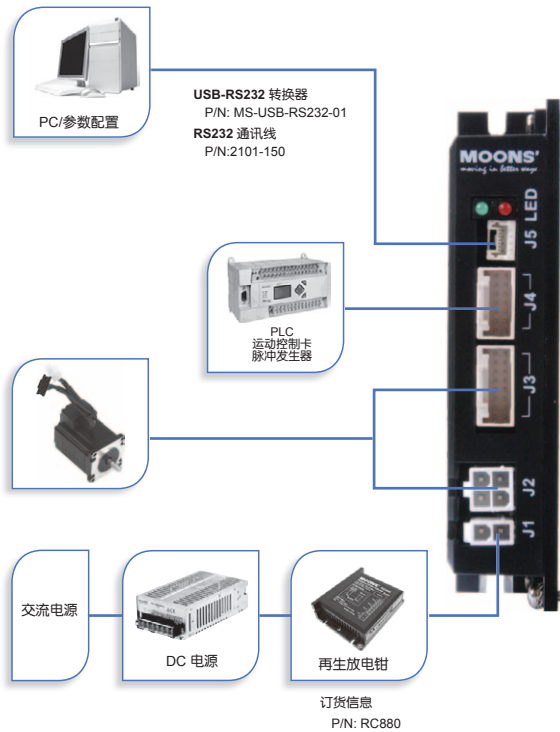 PC/参数配置
USB-RS232 转换器
P/N: MS-USB-RS232-01
RS232 通讯线
P/N:2101-150
MOONS'
moving in better ways
LED
J5
J4
J3
J2
J1
PLC
运动控制卡
脉冲发生器
交流电源
DC 电源
再生放电钳
订货信息
P/N: RC880